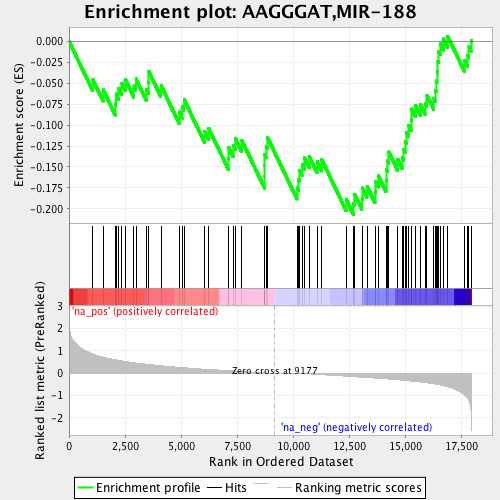 Enrichment plot: AAGGGAT,MIR-188
Enrichment score (ES)
0.000
-0.025
-0.050
-0.075
-0.100
-0.125
-0.150
-0.175
-0.200
'na_pos' (positively correlated)
Ranked list metric (PreRanked)
3
2
1
0
-1
-2
Zero cross at 9177
'na_neg' (negatively correlated)
0 2,500 5,000 7,500 10,000 12,500 15,000 17,500
Rank in Ordered Dataset
Enrichment profile Hits Ranking metric scores